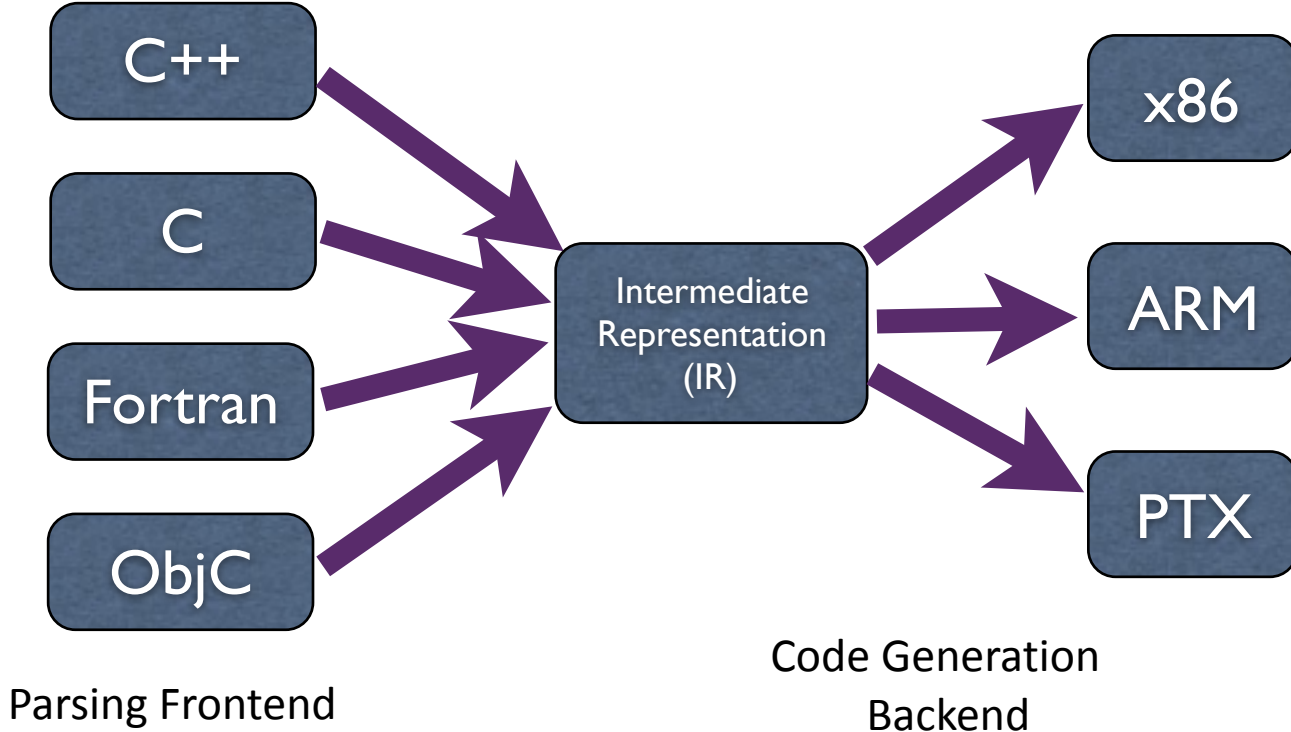 C++
C
Fortran
ObjC
Parsing Frontend
Intermediate
Representation
(IR)
x86
ARM
PTX
Code Generation
Backend